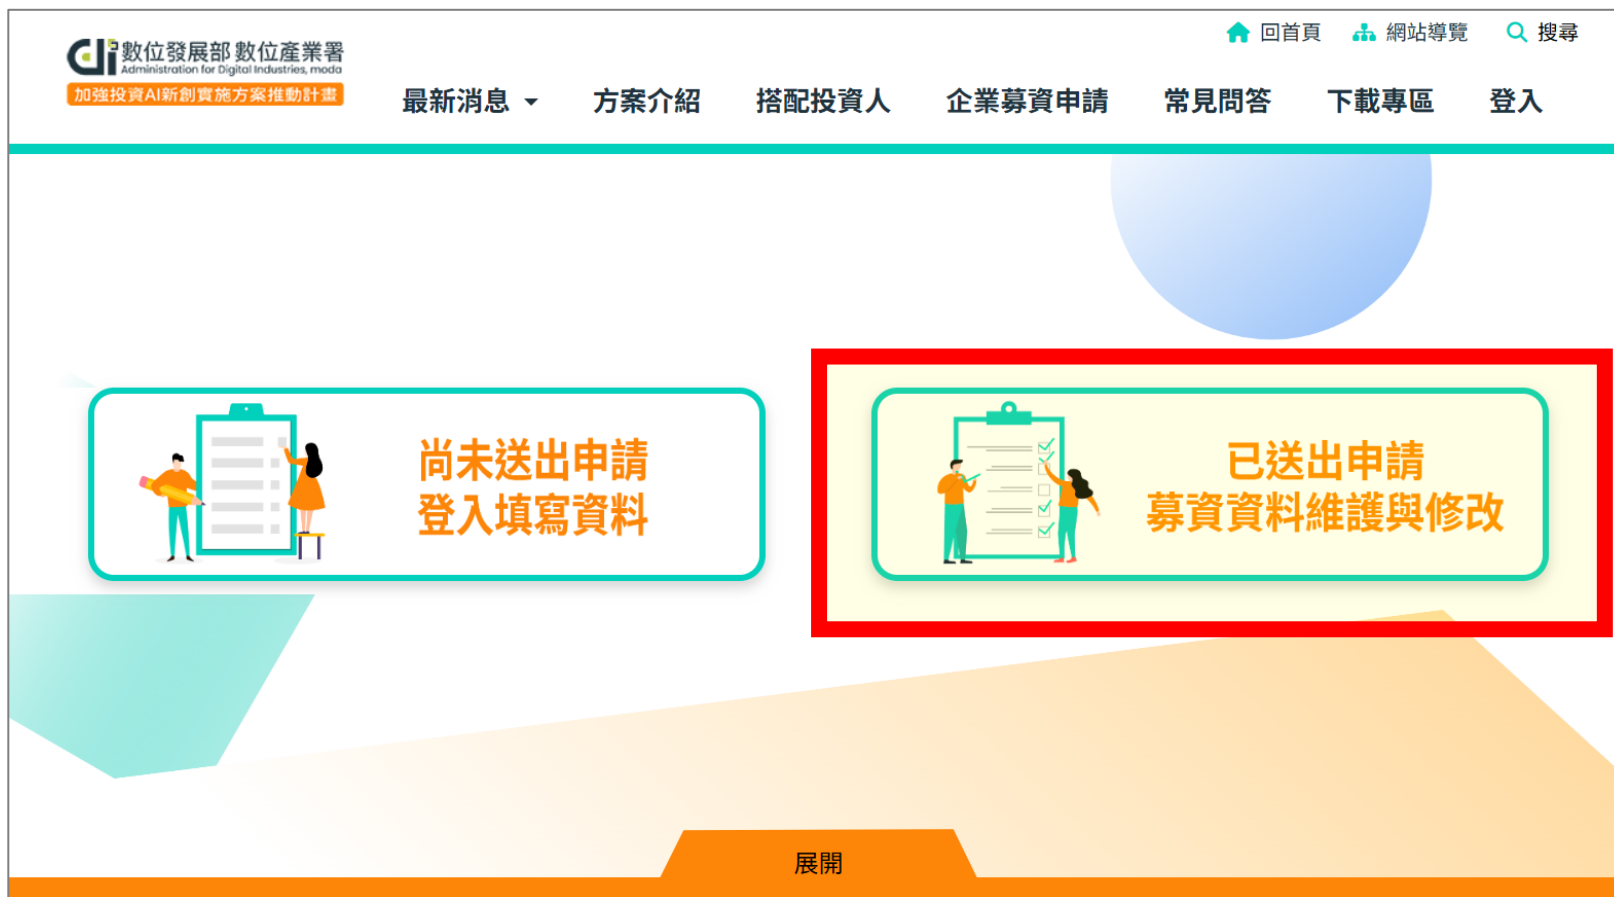 回首頁 網站導覽 搜尋
數位發展部 數位產業署
Administration for Digital Industries, moda
加強投資AI新創實施方案推動計畫
最新消息 方案介紹 搭配投資人 企業募資申請 常見問答 下載專區 登入
尚未送出申請
登入填寫資料
已送出申請
募資資料維護與修改
展開